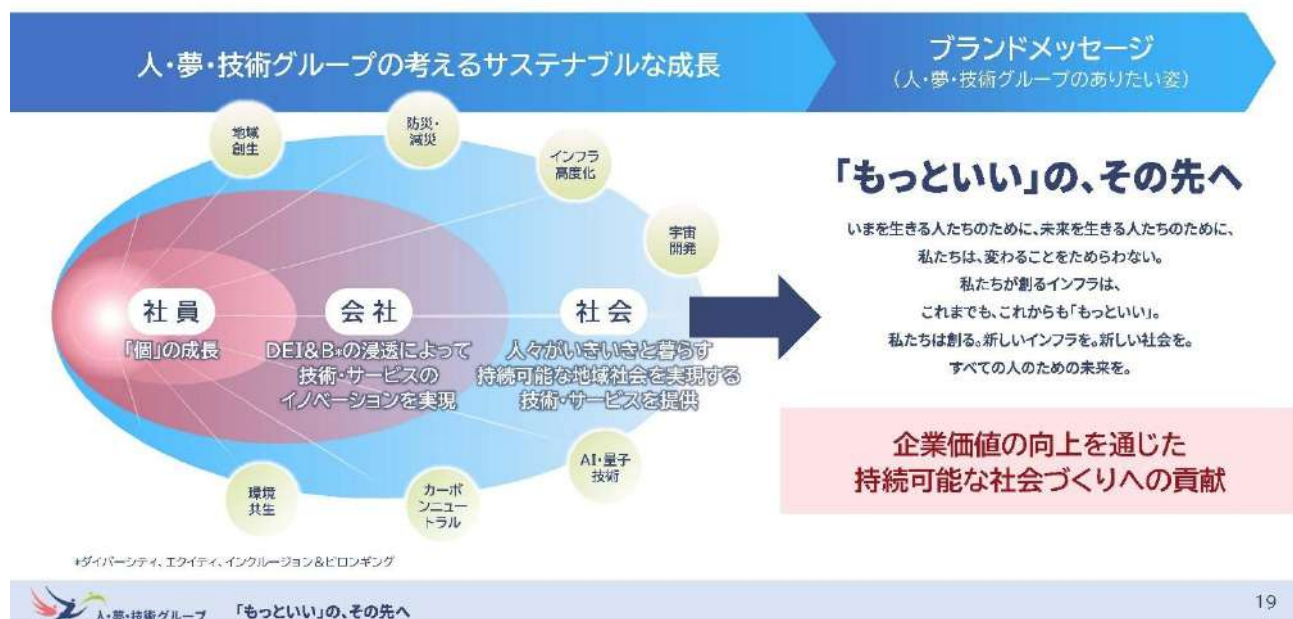 人・夢・技術グループの考えるサステナブルな成長
ブランドメッセージ
（人・夢・技術グループのありたい姿）
地域
創生
防災・
減災
インフラ
高度化
宇宙
開発
社員
「個」の成長
会社
DEI&B*の浸透によって
技術・サービスの
イノベーションを実現
社会
人々がいきいきと暮らす
持続可能な地域社会を実現する
技術・サービスを提供
環境
共生
カーボ
ンニュー
トラル
AI・量子
技術
「もっといい」の、その先へ
いまを生きる人たちのために、未来を生きる人たちのために、
私たちは、変わることをためらわない。
私たちが創るインフラは、
これまでも、これからも「もっといい」。
私たちは創る。新しいインフラを。新しい社会を。
すべての人のための未来を。
企業価値の向上を通じた
持続可能な社会づくりへの貢献
*ダイバーシティ、エクイティ、インクルージョン＆ビロンギング
人・夢・技術グループ 「もっといい」の、その先へ
19